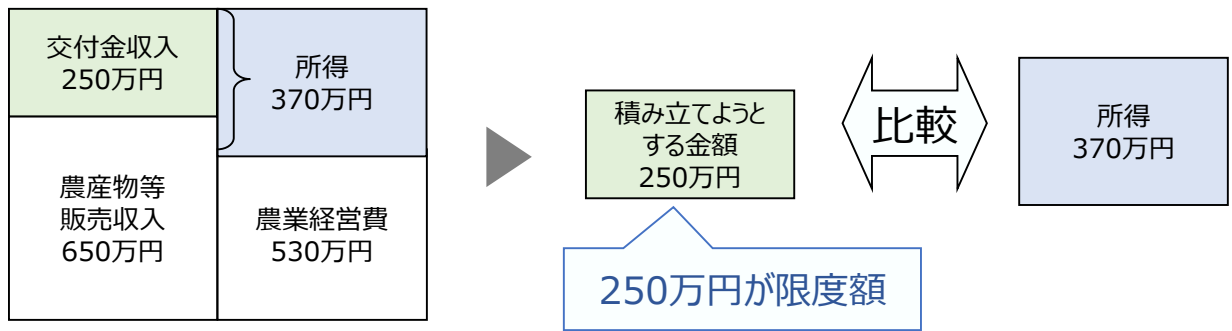 交付金収入
250万円
所得
370万円
農産物等
販売収入
650万円
農業経営費
530万円
積み立てようと
する金額
250万円
比較
所得
370万円
250万円が限度額